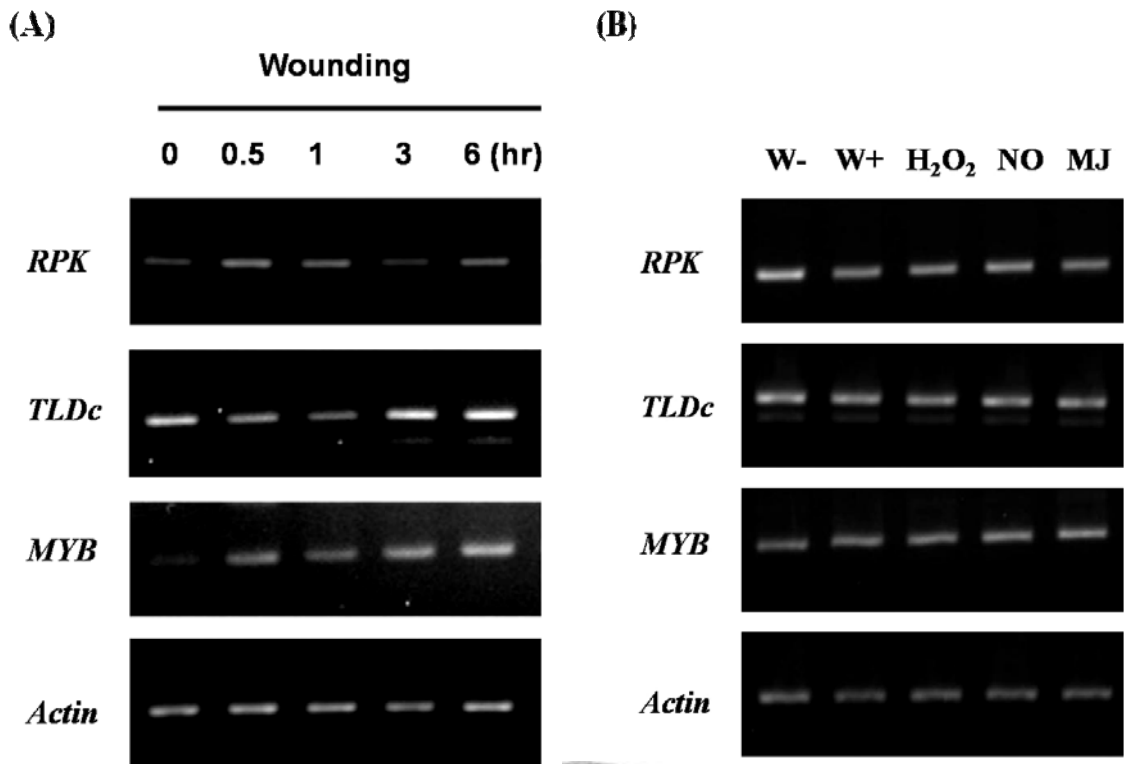 (A)
Wounding
0 0.5 1 3 6 (hr)
RPK
TLDc
MYB
Actin
(B)
W- W+ H₂O₂ NO MJ
RPK
TLDc
MYB
Actin